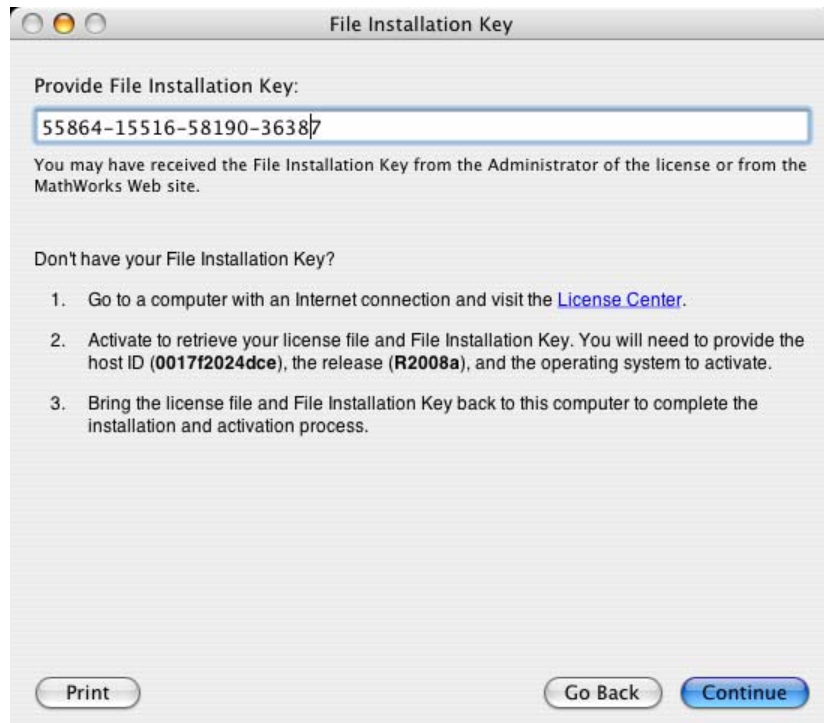 File Installation Key
Provide File Installation Key:
55864-15516-58190-36387
You may have received the File Installation Key from the Administrator of the license or from the
MathWorks Web site.
Don't have your File Installation Key?
1. Go to a computer with an Internet connection and visit the License Center.
2. Activate to retrieve your license file and File Installation Key. You will need to provide the
host ID (0017f2024dce), the release (R2008a), and the operating system to activate.
3. Bring the license file and File Installation Key back to this computer to complete the
installation and activation process.
Print
Go Back
Continue